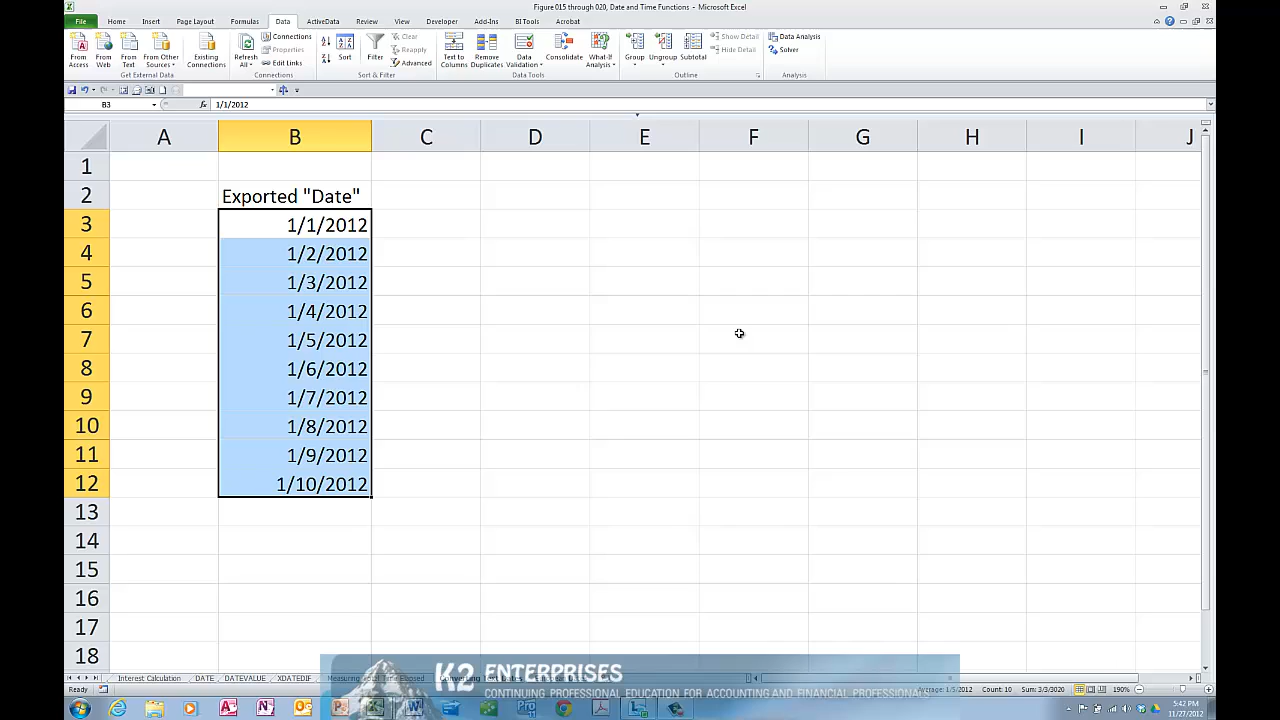 Figure 015 through 020, Date and Time Functions - Microsoft Excel
File Home Insert Page Layout Formulas Data ActiveData Review View Developer Add-Ins BI Tools Acrobat
From Access
From Web
From Text
From Other Sources
Existing Connections
Get External Data
Refresh All
Connections
Properties
Edit Links
Connections
Sort
Filter
Clear
Reapply
Advanced
Sort & Filter
Text to Columns
Remove Duplicates
Data Validation
Consolidate
What-If Analysis
Data Tools
Group
Ungroup
Subtotal
Show Detail
Hide Detail
Outline
Data Analysis
Solver
Analysis
B3 fx 1/1/2012
A B C D E F G H I J
1
2 Exported "Date"
3 1/1/2012
4 1/2/2012
5 1/3/2012
6 1/4/2012
7 1/5/2012
8 1/6/2012
9 1/7/2012
10 1/8/2012
11 1/9/2012
12 1/10/2012
13
14
15
16
17
18
Interest Calculation DATE DATEVALUE XDATEDIF
K2 ENTERPRISES
CONTINUING PROFESSIONAL EDUCATION FOR ACCOUNTING AND FINANCIAL PROFESSIONALS
Ready Average: 1/5/2012 Count: 10 Sum: 3/3/3020 190%
5:42 PM
11/27/2012